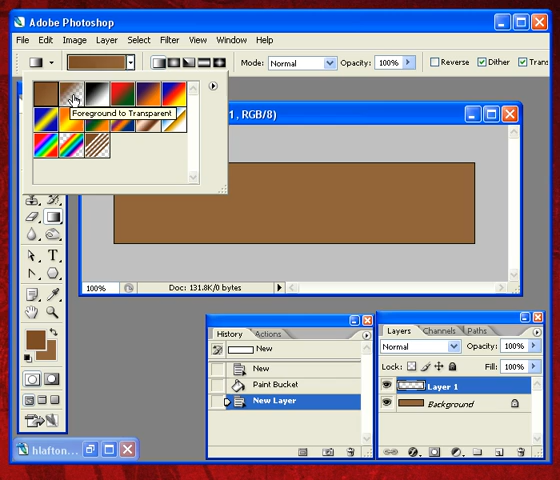 Adobe Photoshop
File Edit Image Layer Select Filter View Window Help
Mode: Normal Opacity: 100% Reverse Dither Tran:
Foreground to Transparent
1, RGB/8)
100% Doc: 131.8K/0 bytes
History Actions
New
New
Paint Bucket
New Layer
Layers Channels Paths
Normal Opacity: 100%
Lock: Fill: 100%
Layer 1
Background
hlafton...